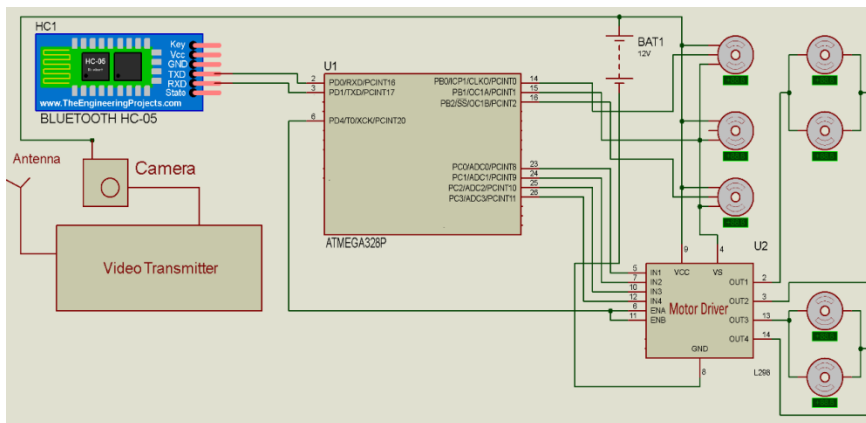 HC1
HC-05
Key
Vcc
GND
TXD
RXD
State
www.TheEngineeringProjects.com
BLUETOOTH HC-05
Antenna
Camera
Video Transmitter
U1
2 PD0/RXD/PCINT16
3 PD1/TXD/PCINT17
6 PD4/T0/XCK/PCINT20
PB0/ICP1/CLKO/PCINT0 14
PB1/OC1A/PCINT1 15
PB2/SS/OC1B/PCINT2 16
PC0/ADC0/PCINT8 23
PC1/ADC1/PCINT9 24
PC2/ADC2/PCINT10 25
PC3/ADC3/PCINT11 26
ATMEGA328P
BAT1
12V
U2
9 4
VCC VS
5 IN1
7 IN2
10 IN3
12 IN4
6 ENA
11 ENB
Motor Driver
OUT1 2
OUT2 3
OUT3 13
OUT4 14
GND
8
L298